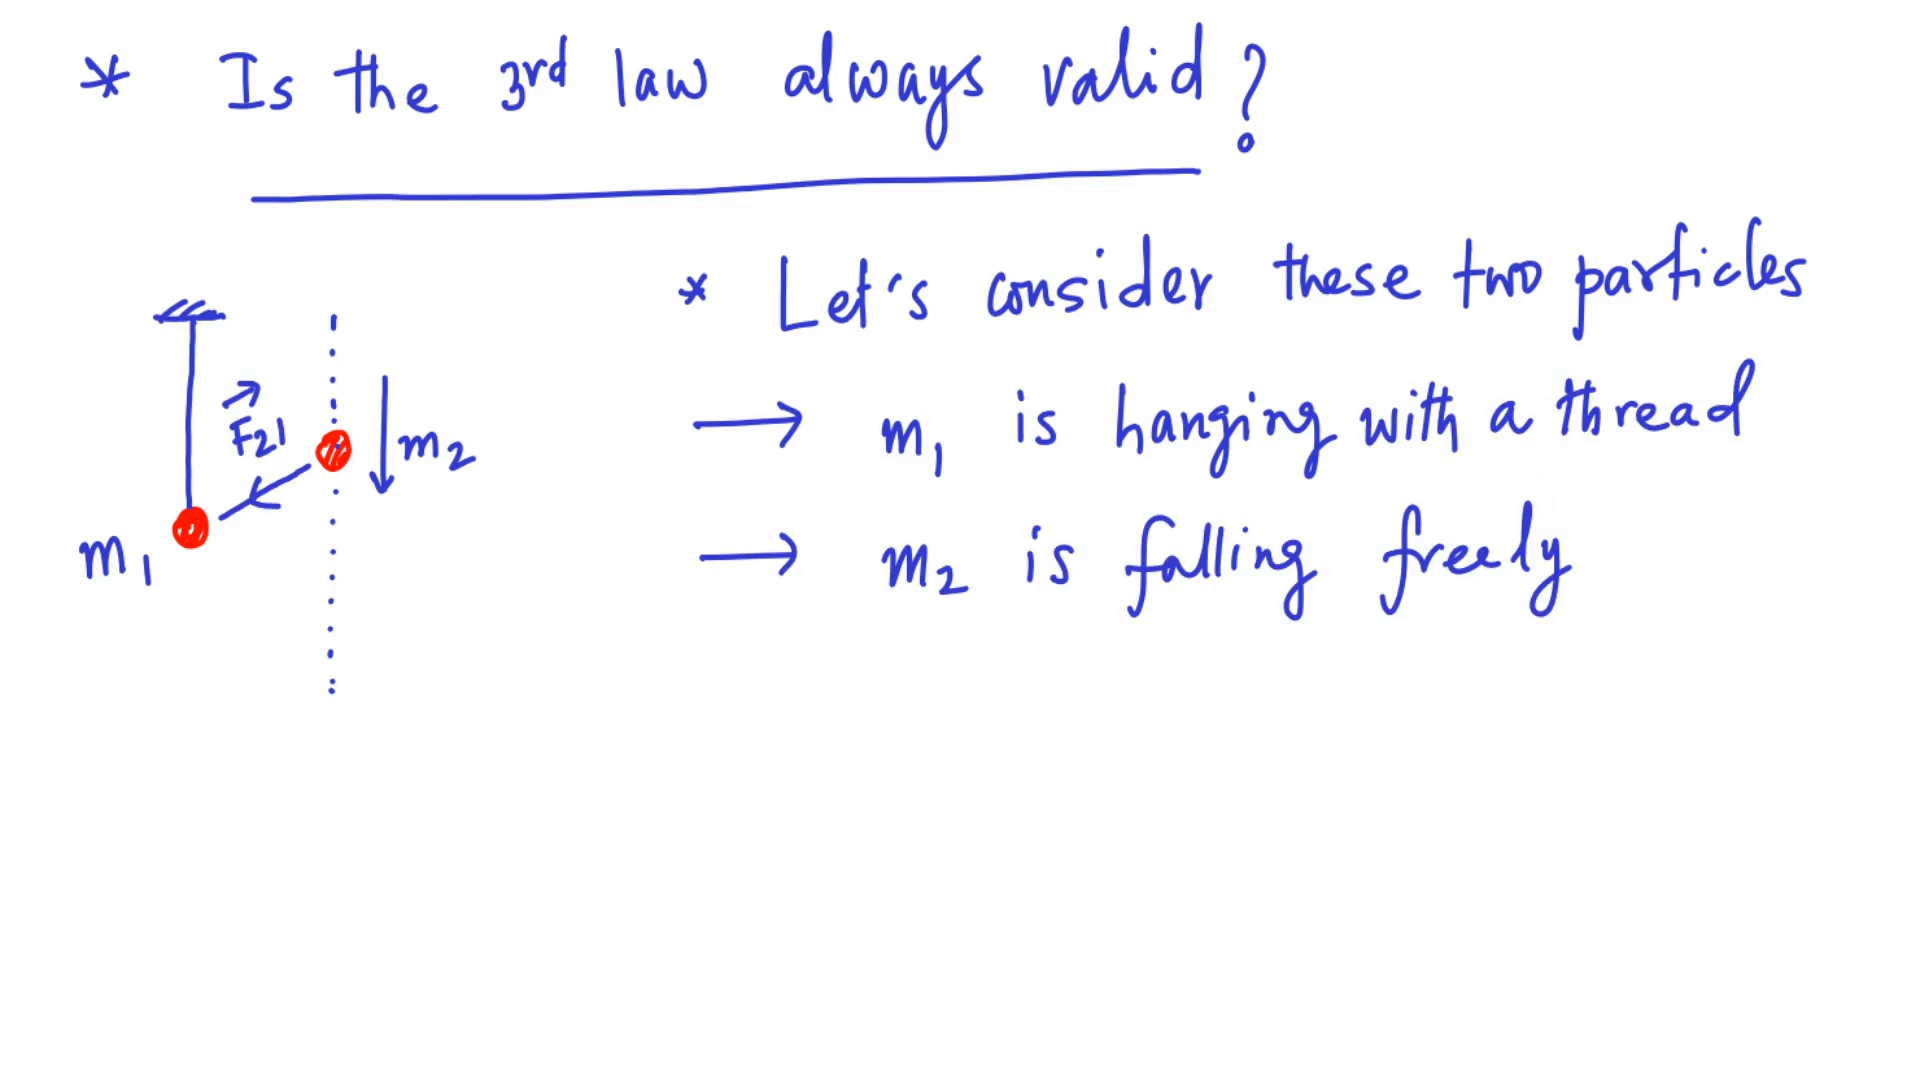 * Is the 3rd law always valid?
* Let's consider these two particles
→ m₁ is hanging with a thread
→ m₂ is falling freely
F⃗₂₁
m₂
m₁